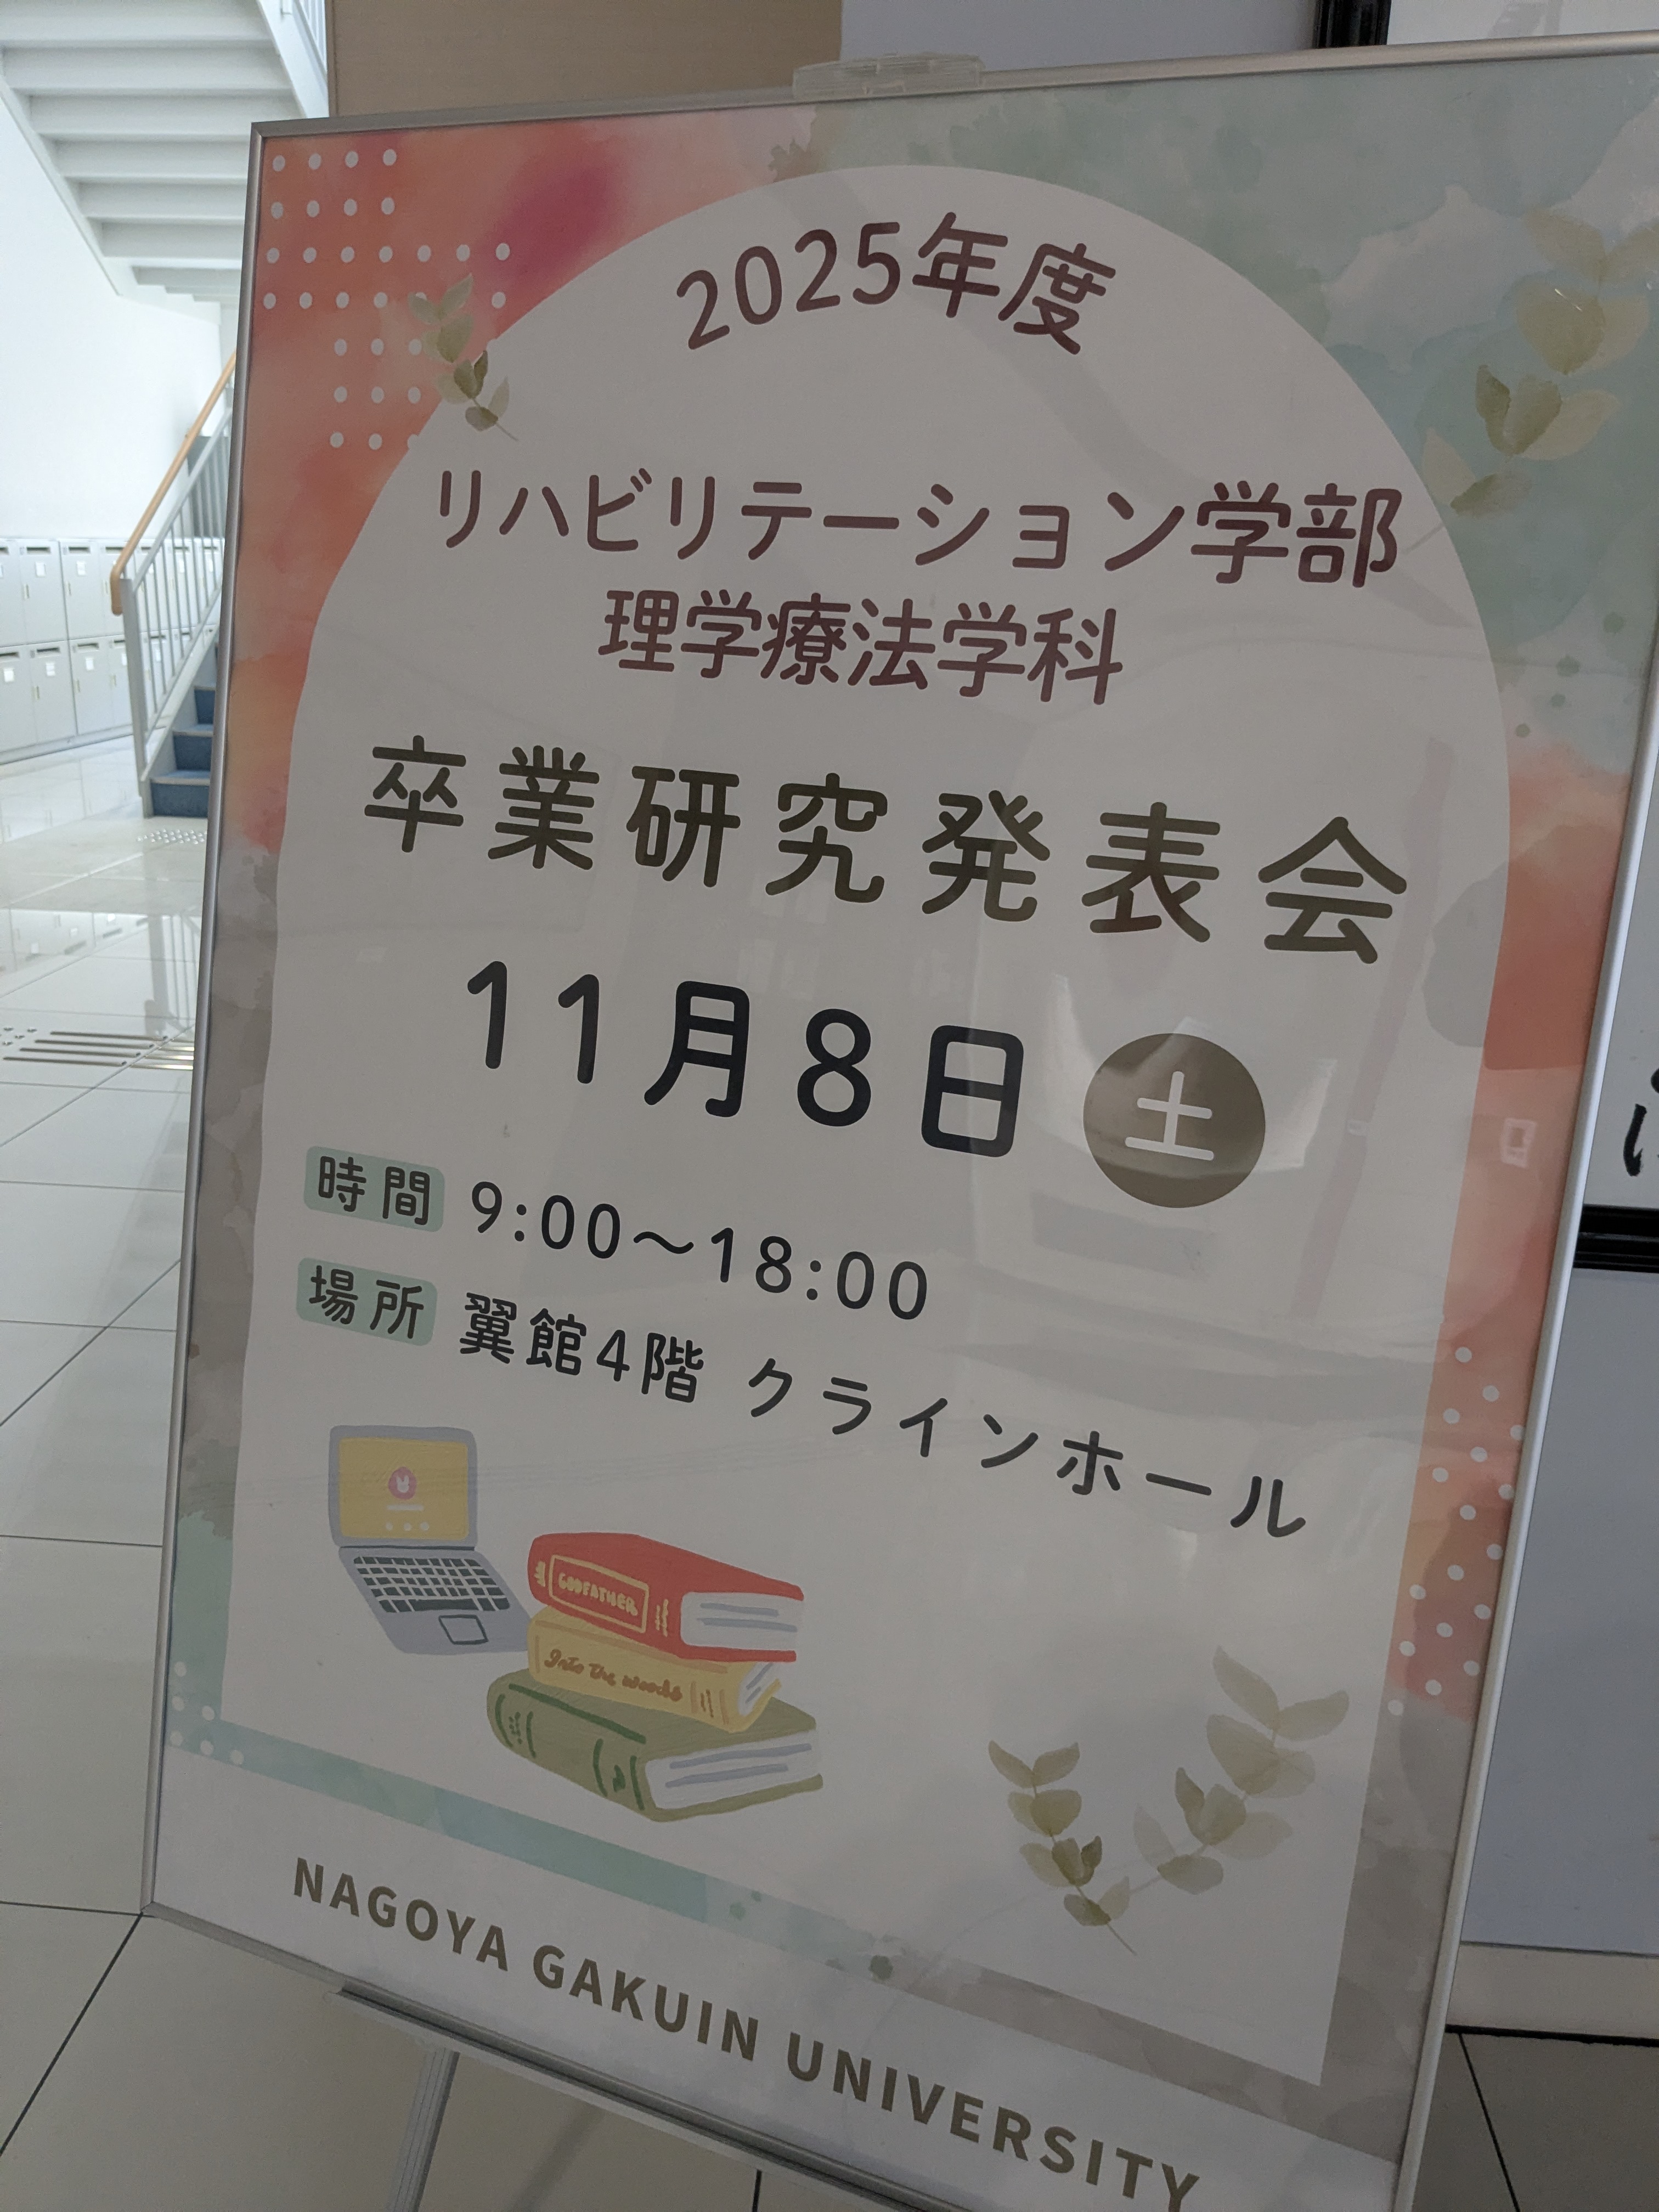 2025年度
リハビリテーション学部
理学療法学科
卒業研究発表会
11月8日 土
時間 9:00～18:00
場所 翼館4階 クラインホール
GODFATHER
Into the woods
NAGOYA GAKUIN UNIVERSITY